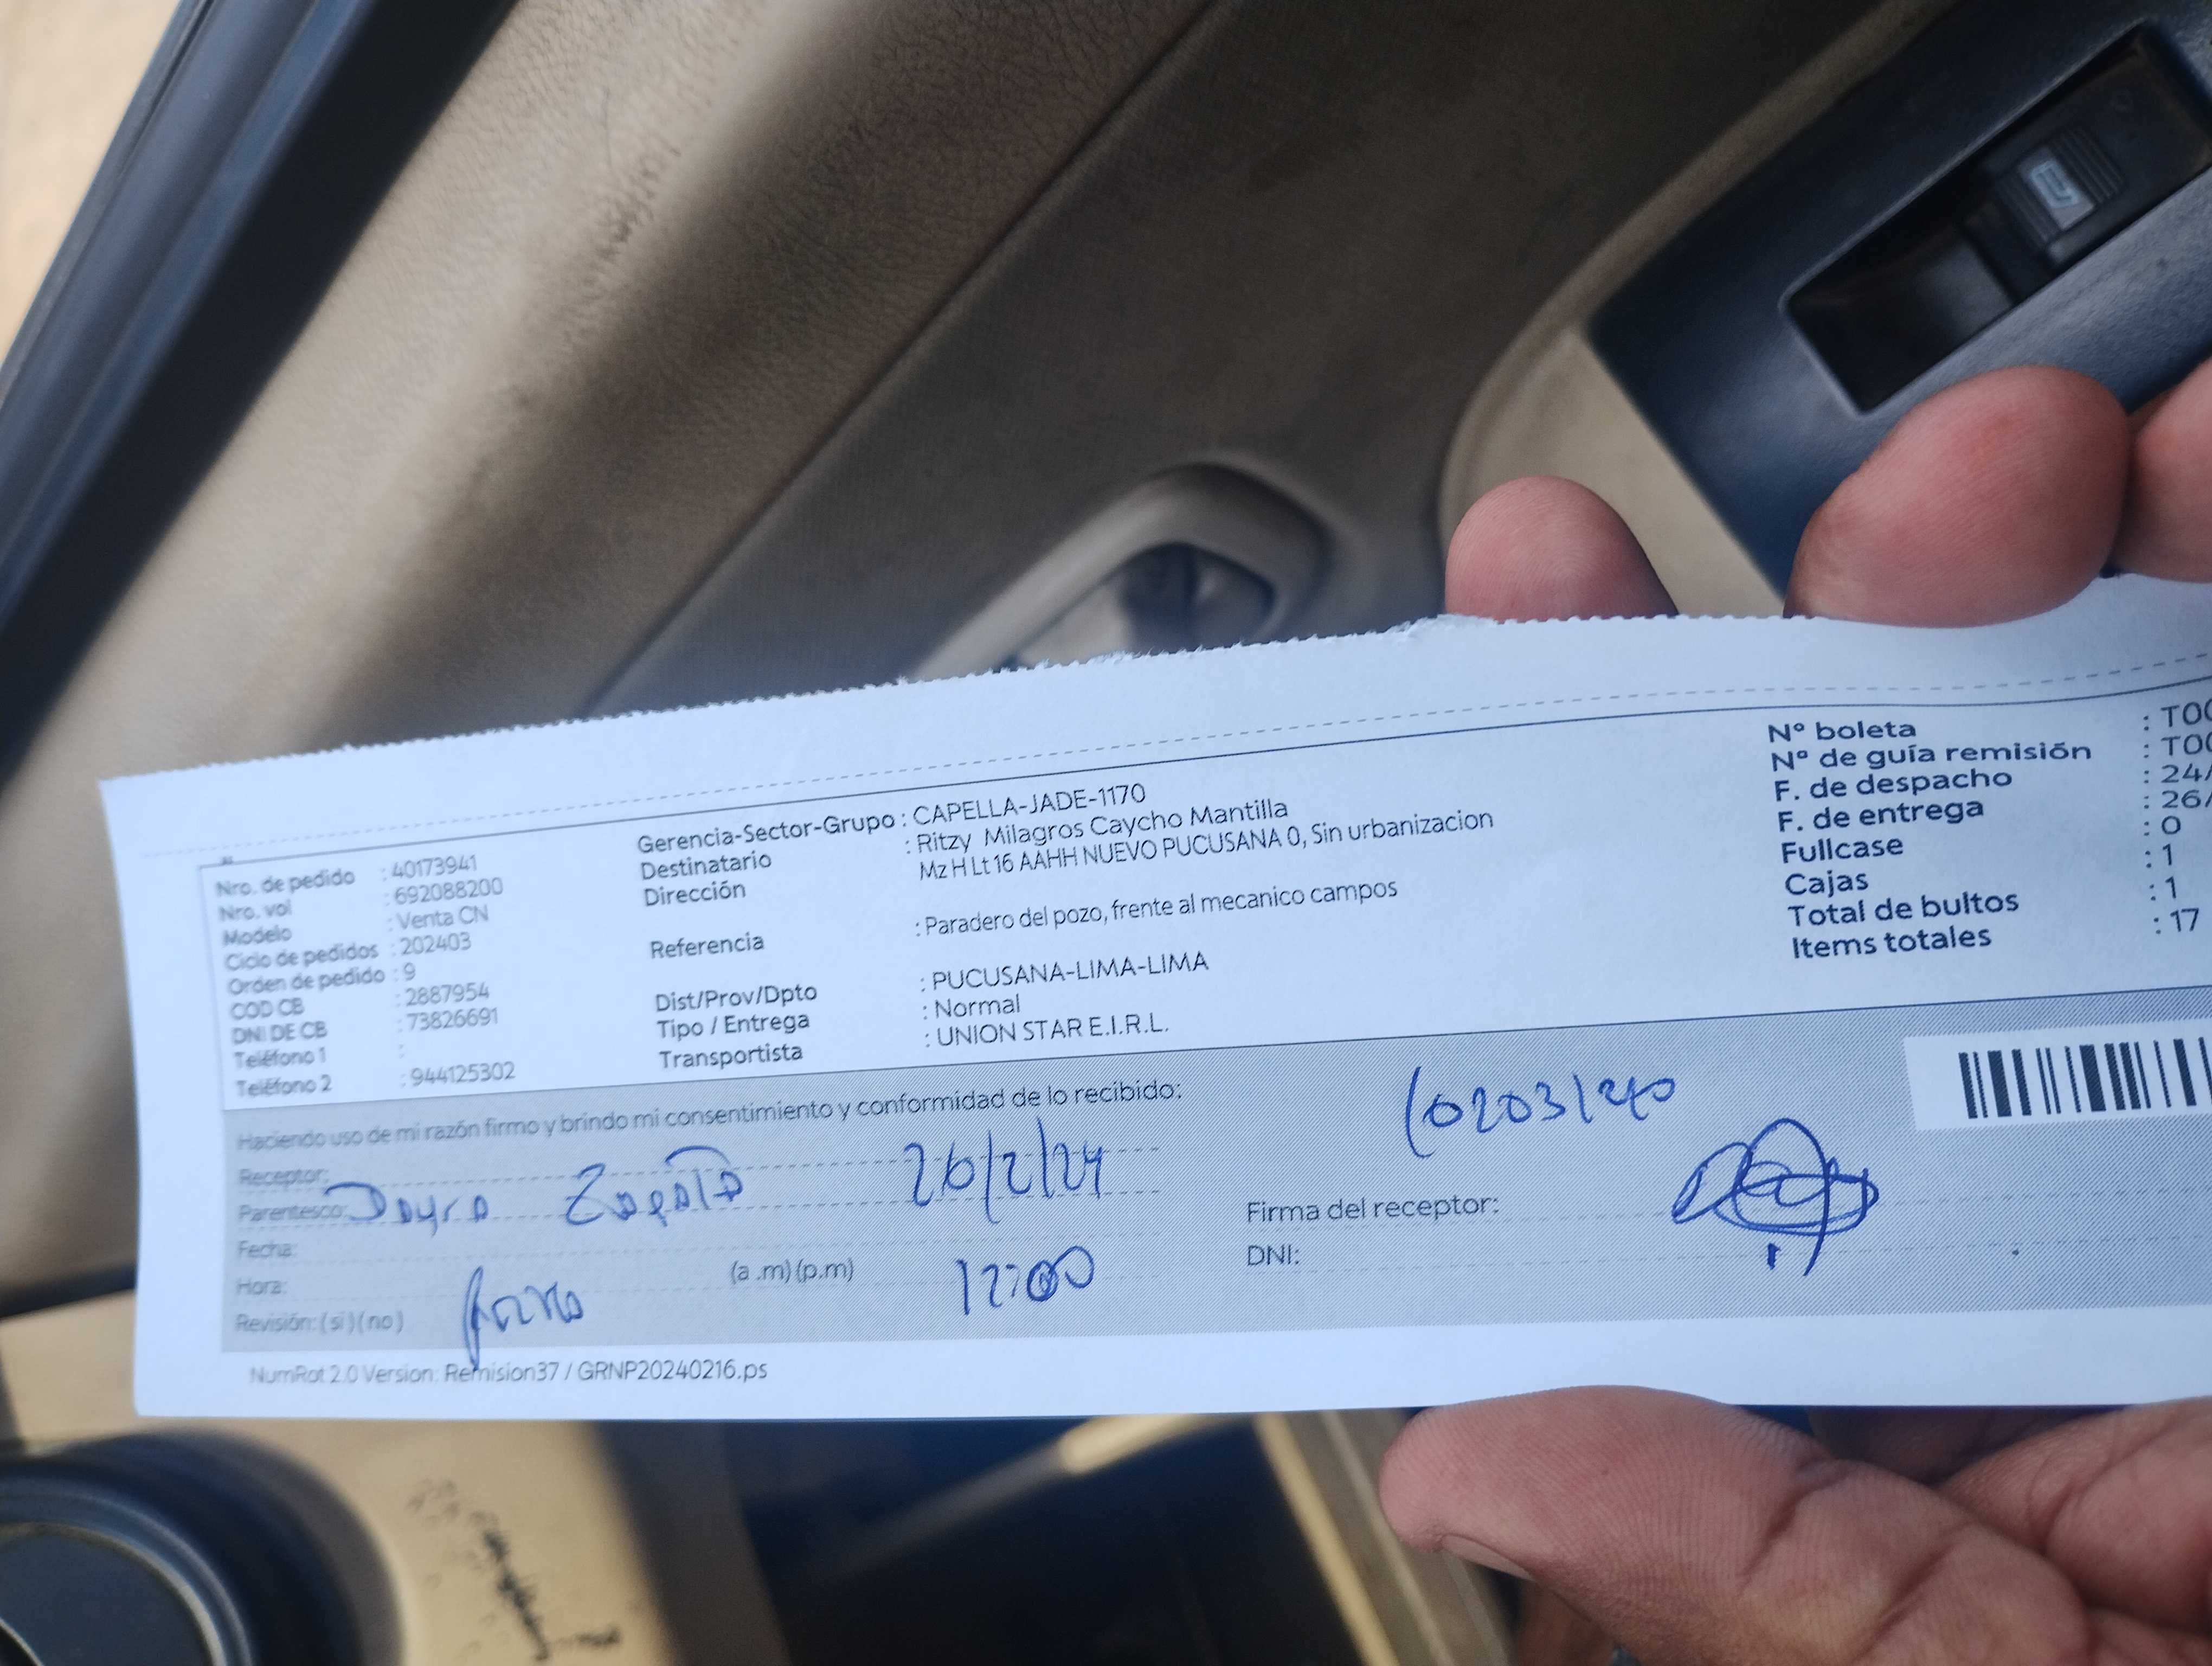 Nro. de pedido : 40173941
Nro. vol : 692088200
Modelo : Venta CN
Ciclo de pedidos : 202403
Orden de pedido : 9
COD CB : 2887954
DNI DE CB : 73826691
Teléfono 1 :
Teléfono 2 : 944125302
Gerencia-Sector-Grupo : CAPELLA-JADE-1170
Destinatario : Ritzy Milagros Caycho Mantilla
Dirección Mz H Lt 16 AAHH NUEVO PUCUSANA 0, Sin urbanizacion
Referencia : Paradero del pozo, frente al mecanico campos
Dist/Prov/Dpto : PUCUSANA-LIMA-LIMA
Tipo / Entrega : Normal
Transportista : UNION STAR E.I.R.L.
Nº boleta : T00
Nº de guía remisión : T00
F. de despacho : 24/
F. de entrega : 26/
Fullcase : 0
Cajas : 1
Total de bultos : 1
Items totales : 17
Haciendo uso de mi razón firmo y brindo mi consentimiento y conformidad de lo recibido:
Receptor:
Parentesco: Dayra Zapata 26/2/24
Fecha:
Hora: (a .m) (p.m) 12:00
Revisión: ( si ) ( no )
Firma del receptor:
DNI:
NumRot 2.0 Version: Remision37 / GRNP20240216.ps